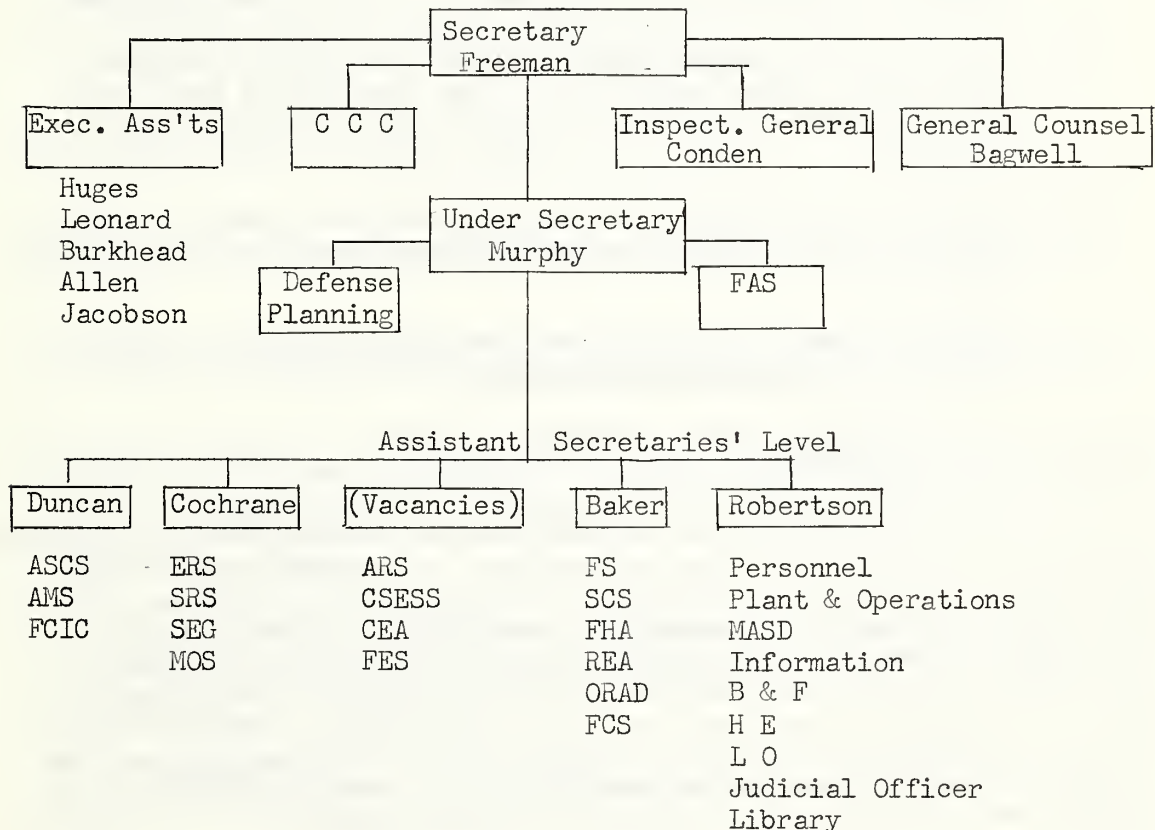 Secretary
Freeman
Exec. Ass'ts
C C C
Inspect. General
Conden
General Counsel
Bagwell
Huges
Leonard
Burkhead
Allen
Jacobson
Under Secretary
Murphy
Defense
Planning
FAS
Assistant Secretaries' Level
Duncan
Cochrane
(Vacancies)
Baker
Robertson
ASCS
AMS
FCIC
ERS
SRS
SEG
MOS
ARS
CSESS
CEA
FES
FS
SCS
FHA
REA
ORAD
FCS
Personnel
Plant & Operations
MASD
Information
B & F
H E
L O
Judicial Officer
Library